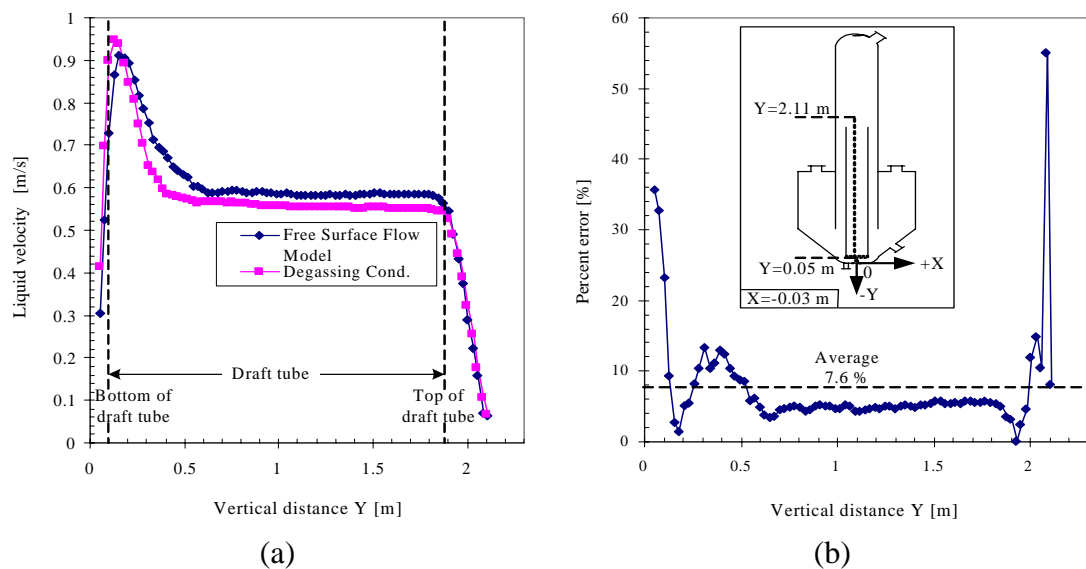 1
0.9
0.8
0.7
0.6
0.5
0.4
0.3
0.2
0.1
0
Liquid velocity [m/s]
Free Surface Flow
Model
Degassing Cond.
Draft tube
Bottom of
draft tube
Top of
draft tube
0 0.5 1 1.5 2
Vertical distance Y [m]
(a)
60
50
40
30
20
10
0
Percent error [%]
Y=2.11 m
Y=0.05 m
0
+X
-Y
X=-0.03 m
Average
7.6 %
0 0.5 1 1.5 2
Vertical distance Y [m]
(b)